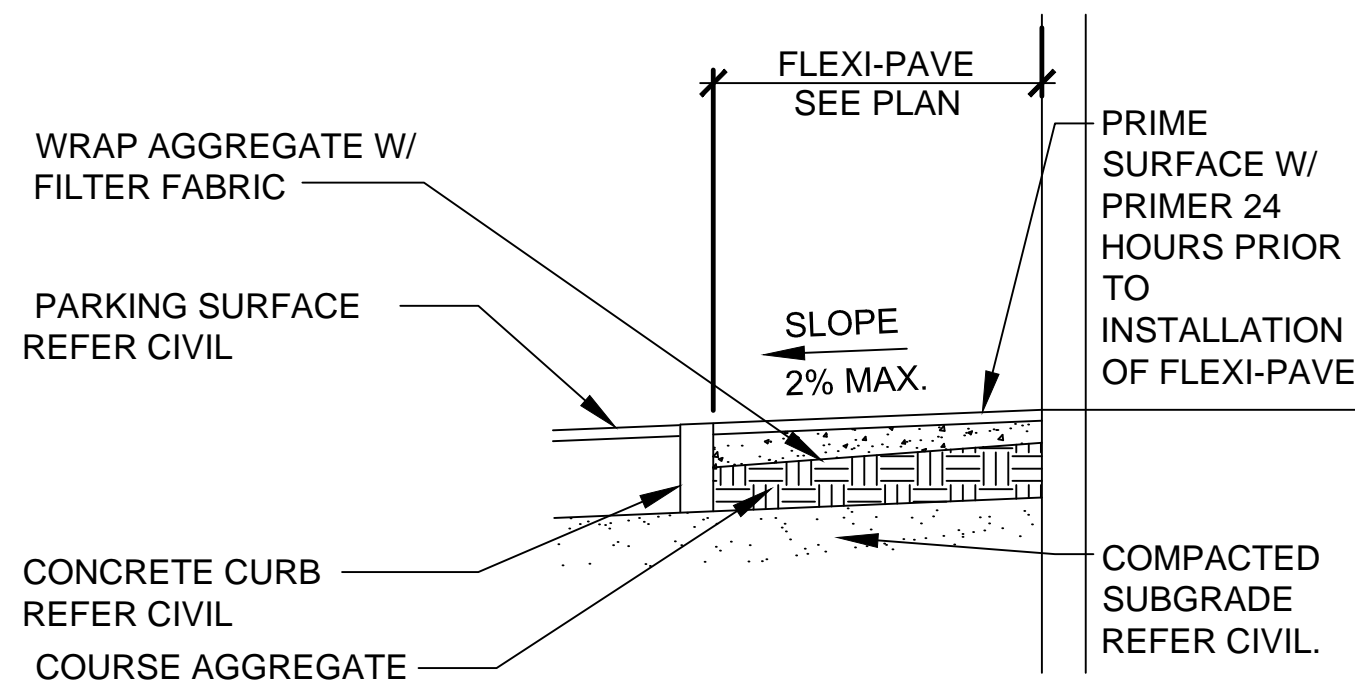 FLEXI-PAVE
SEE PLAN
WRAP AGGREGATE W/
FILTER FABRIC
PRIME
SURFACE W/
PRIMER 24
HOURS PRIOR
TO
INSTALLATION
OF FLEXI-PAVE
PARKING SURFACE
REFER CIVIL
SLOPE
2% MAX.
CONCRETE CURB
REFER CIVIL
COURSE AGGREGATE
COMPACTED
SUBGRADE
REFER CIVIL.